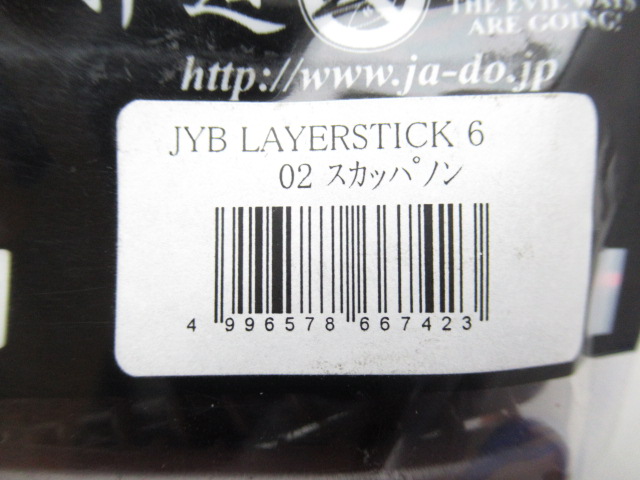 THE EVIL WAYS
ARE GOING!
http://www.ja-do.jp
JYB LAYERSTICK 6
02 スカッパノン
4 996578 667423